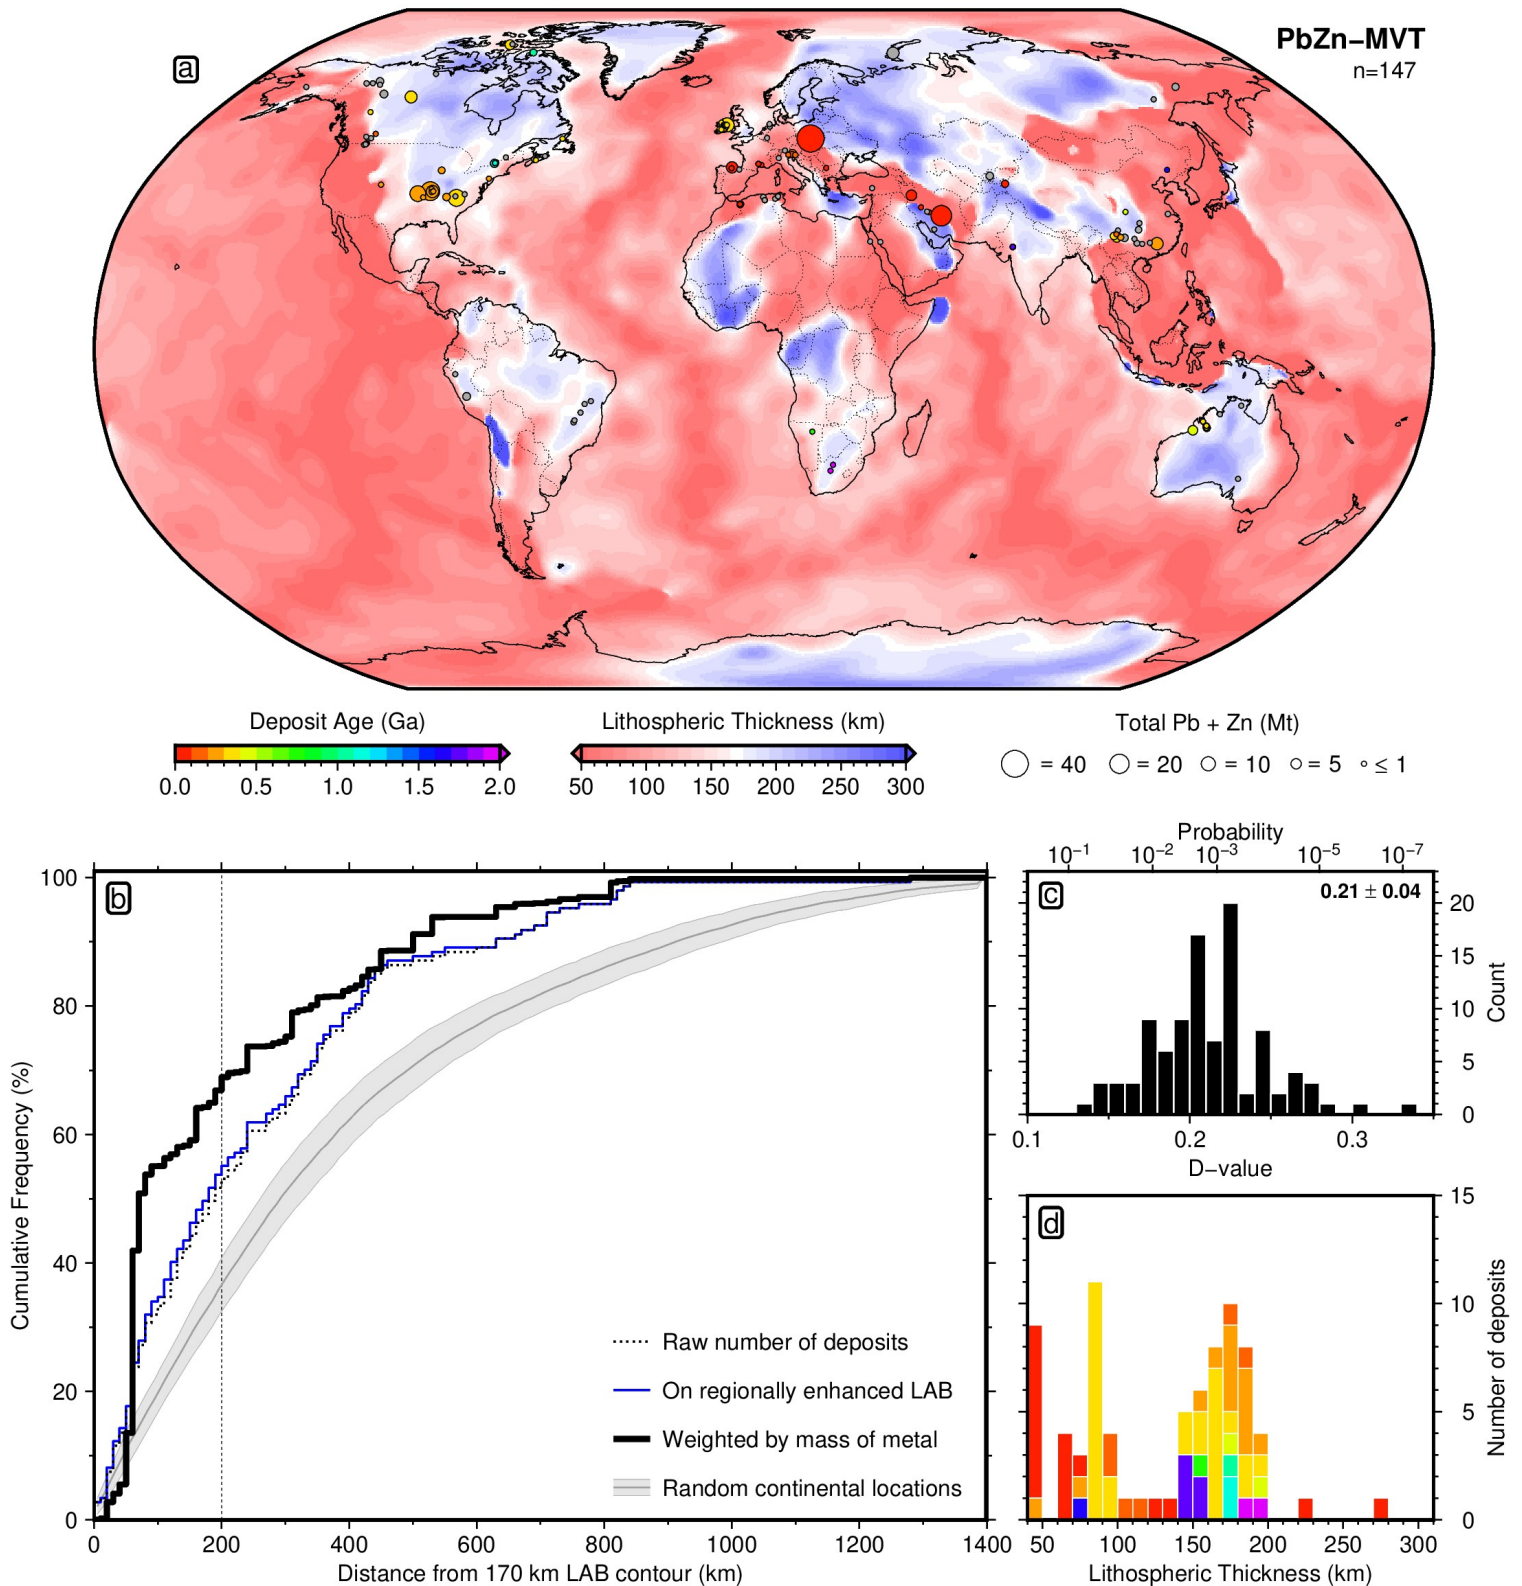 a
PbZn−MVT
n=147
Deposit Age (Ga)
0.0 0.5 1.0 1.5 2.0
Lithospheric Thickness (km)
50 100 150 200 250 300
Total Pb + Zn (Mt)
= 40 = 20 = 10 = 5 ≤ 1
b
100
80
60
40
20
0
Cumulative Frequency (%)
0 200 400 600 800 1000 1200 1400
Distance from 170 km LAB contour (km)
Raw number of deposits
On regionally enhanced LAB
Weighted by mass of metal
Random continental locations
Probability
10−1 10−2 10−3 10−5 10−7
c
0.21 ± 0.04
20
15
10
5
0
Count
0.1 0.2 0.3
D−value
d
15
10
5
0
Number of deposits
50 100 150 200 250 300
Lithospheric Thickness (km)